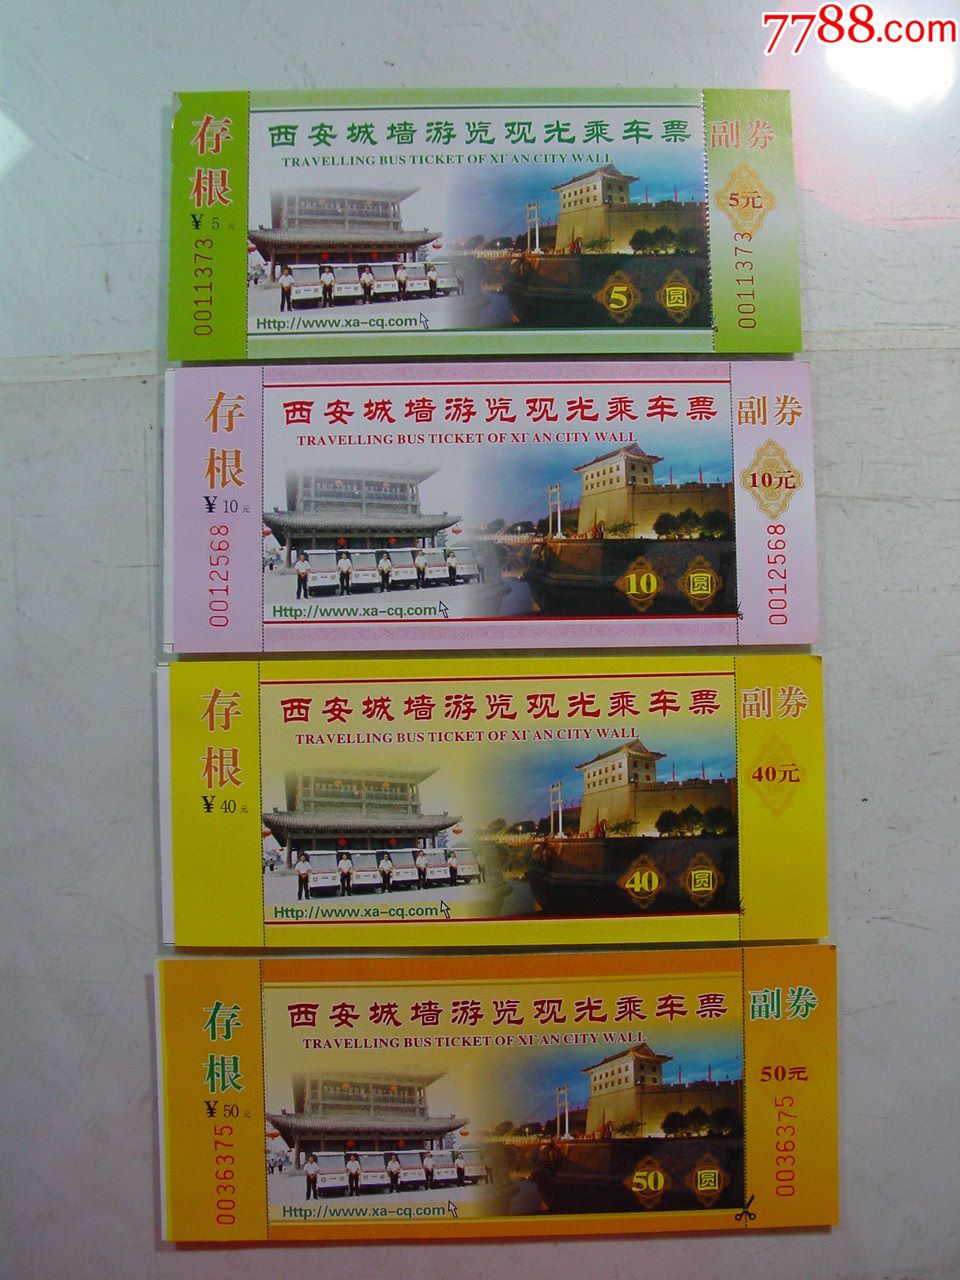 7788.com
存根
¥ 5 元
0011373
西安城墙游览观光乘车票
TRAVELLING BUS TICKET OF XI'AN CITY WALL
5 圆
Http://www.xa-cq.com
副券
5元
0011373
存根
¥ 10 元
0012568
西安城墙游览观光乘车票
TRAVELLING BUS TICKET OF XI'AN CITY WALL
10 圆
Http://www.xa-cq.com
副券
10元
0012568
存根
¥ 40 元
西安城墙游览观光乘车票
TRAVELLING BUS TICKET OF XI'AN CITY WALL
40 圆
Http://www.xa-cq.com
副券
40元
存根
¥ 50 元
0036375
西安城墙游览观光乘车票
TRAVELLING BUS TICKET OF XI'AN CITY WALL
50 圆
Http://www.xa-cq.com
副券
50元
0036375